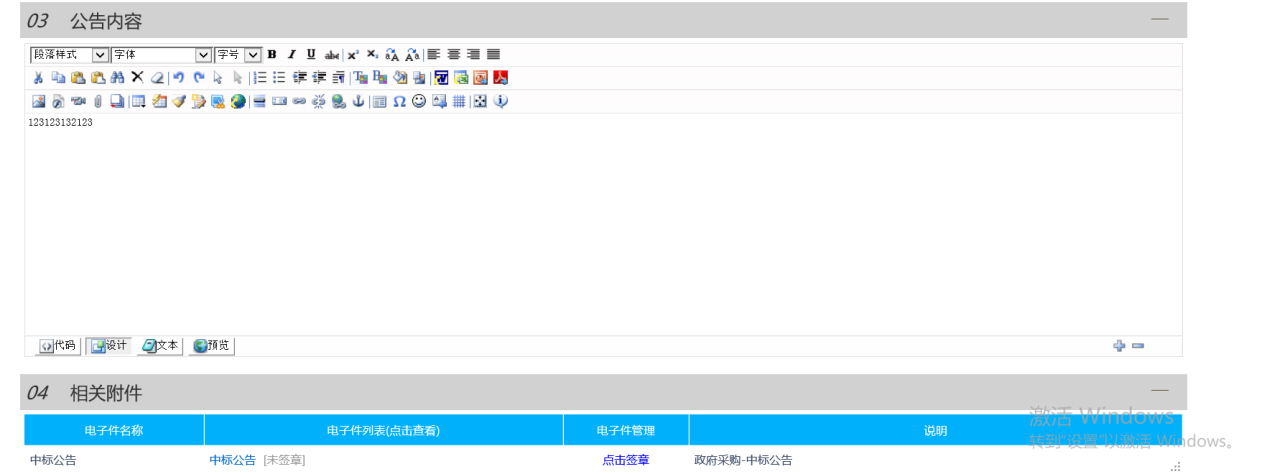 03 公告内容
段落样式 字体 字号 B I U abc x² x₂
123123132123
代码 设计 文本 预览
04 相关附件
电子件名称 电子件列表(点击查看) 电子件管理 说明
中标公告 中标公告 [未签章] 点击签章 政府采购-中标公告
激活 Windows
转到"设置"以激活 Windows。